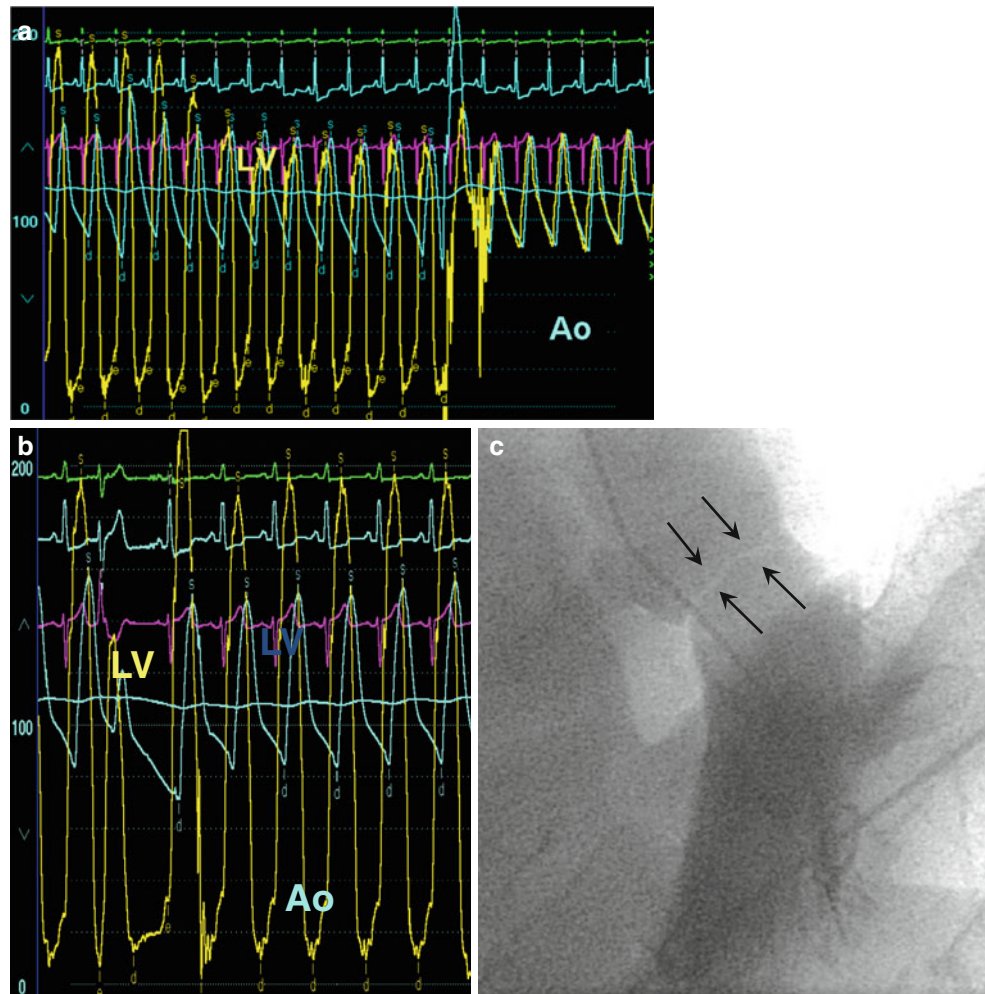 a
200
s s s s s s s s s s s s
LV
100
d d d d d d d d d d d
Ao
e e e e e e e e e e
0
d d d d d d d d d d d
b
200
s s s s s s
s s s s s s s
LV
LV
100
d d d d d
Ao
e
0
d d d d d
e
c